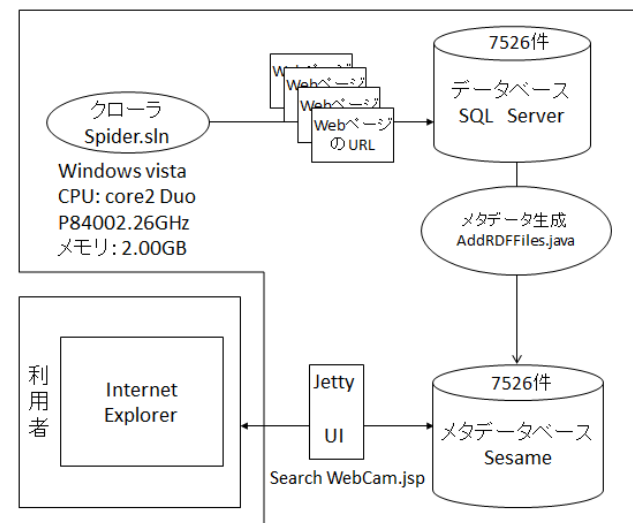 クローラ
Spider.sln
Windows vista
CPU: core2 Duo
P84002.26GHz
メモリ: 2.00GB
Webページ
Webページ
Webページ
Webページ
の URL
7526件
データベース
SQL Server
メタデータ生成
AddRDFFiles.java
利用者
Internet
Explorer
Jetty
UI
Search WebCam.jsp
7526件
メタデータベース
Sesame